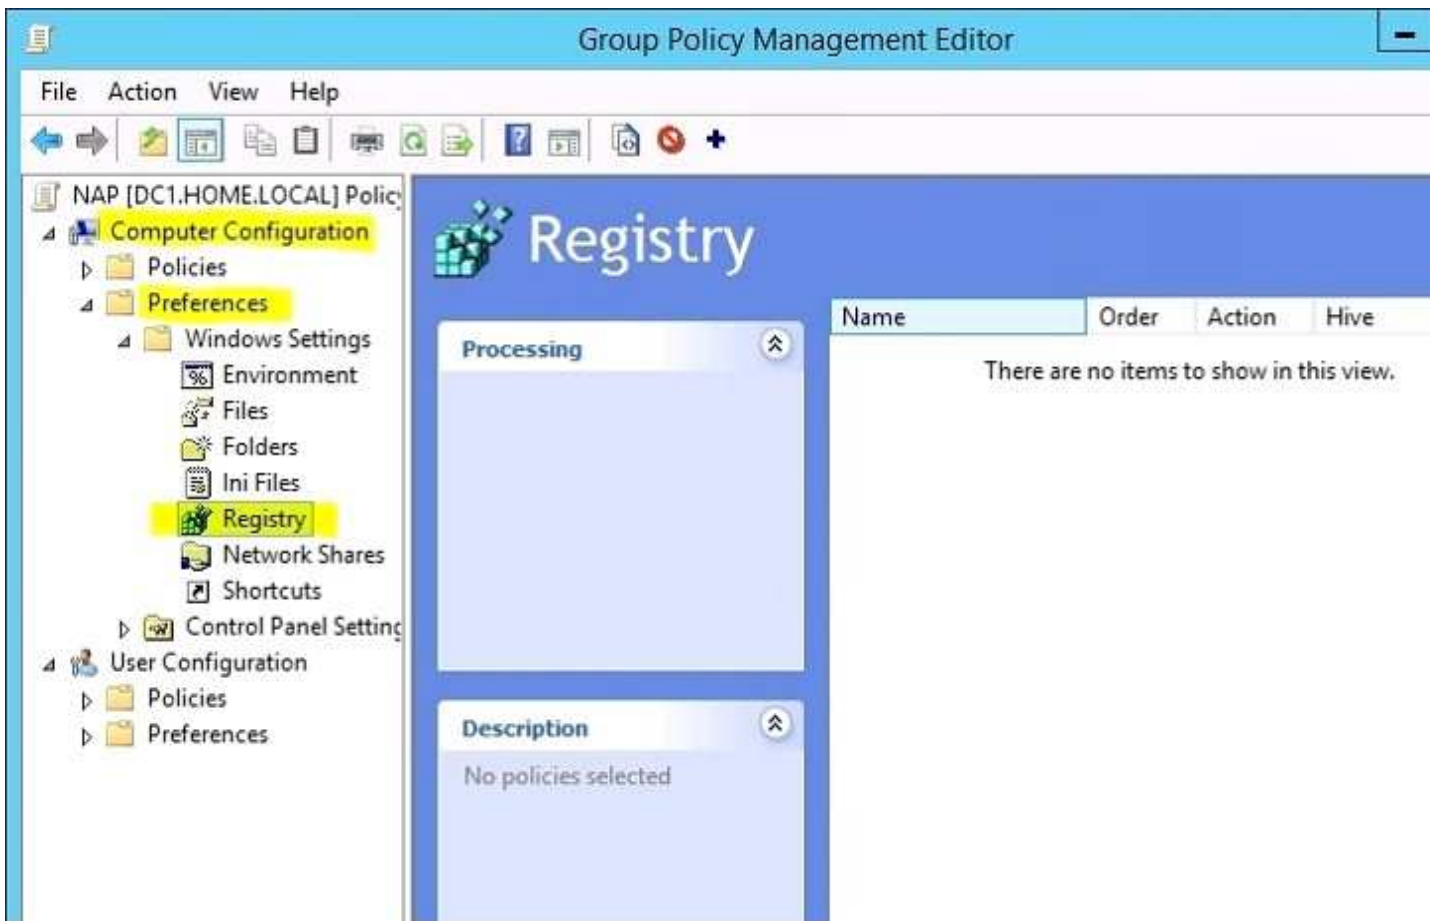 Group Policy Management Editor
File Action View Help
NAP [DC1.HOME.LOCAL] Policy
Computer Configuration
Policies
Preferences
Windows Settings
Environment
Files
Folders
Ini Files
Registry
Network Shares
Shortcuts
Control Panel Setting
User Configuration
Policies
Preferences
Registry
Processing
Description
No policies selected
Name Order Action Hive
There are no items to show in this view.